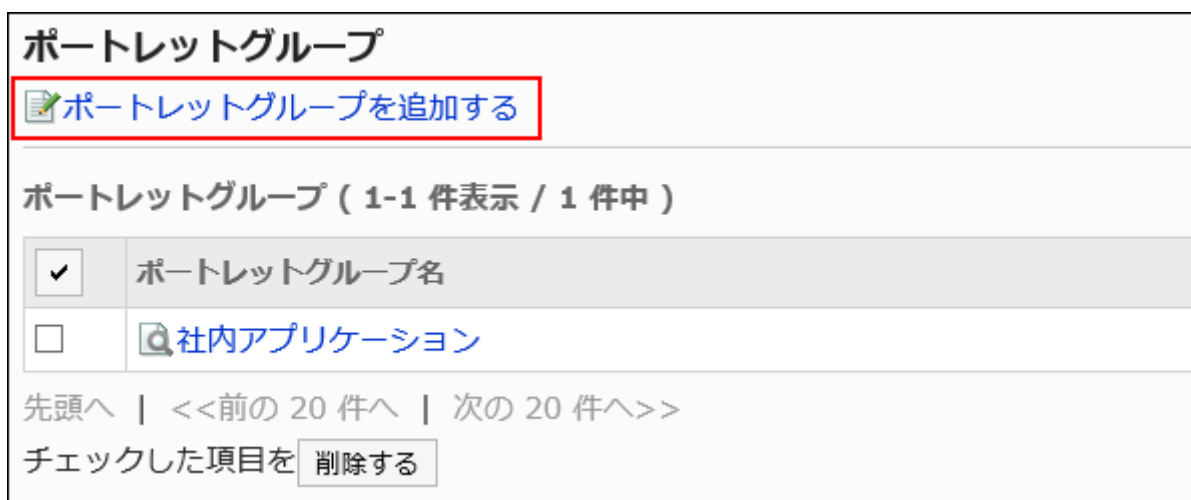 ポートレットグループ
ポートレットグループを追加する
ポートレットグループ ( 1-1 件表示 / 1 件中 )
ポートレットグループ名
社内アプリケーション
先頭へ | <<前の 20 件へ | 次の 20 件へ>>
チェックした項目を 削除する